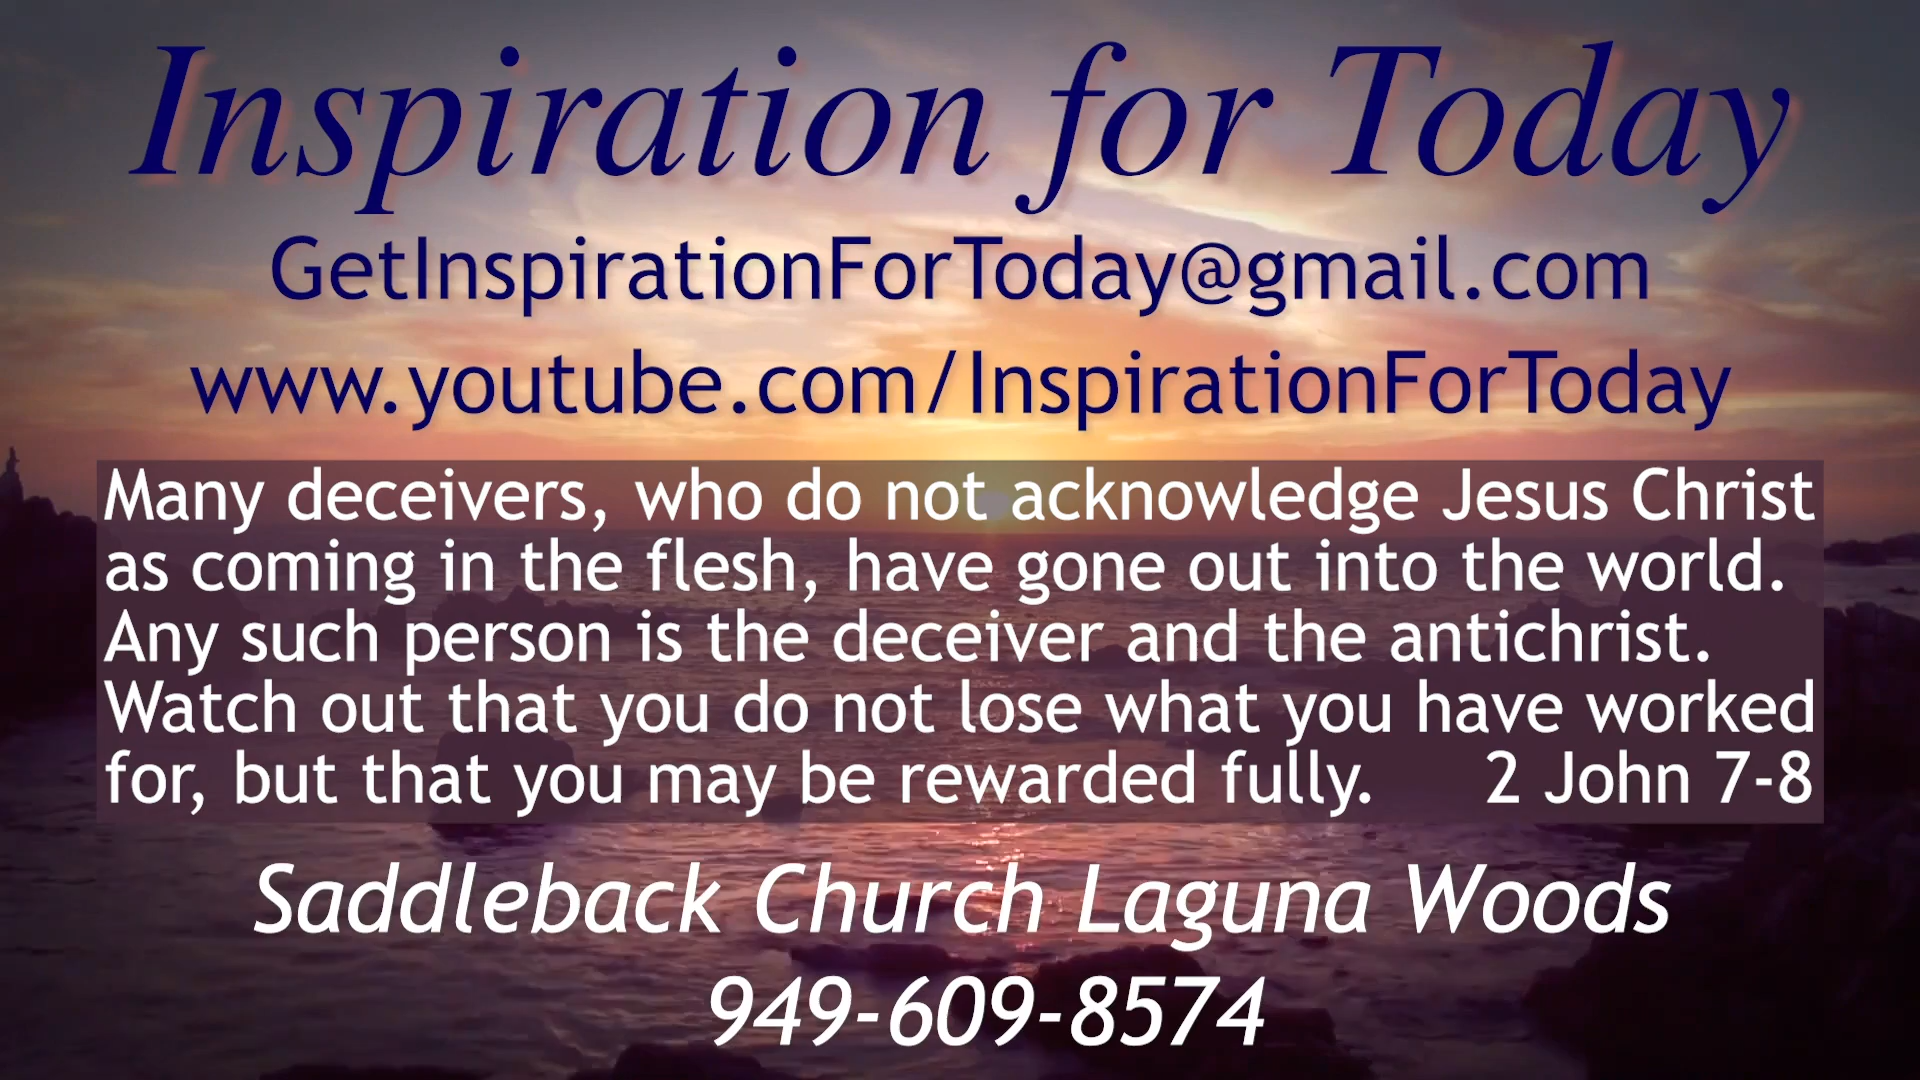 Inspiration for Today
GetInspirationForToday@gmail.com
www.youtube.com/InspirationForToday
Many deceivers, who do not acknowledge Jesus Christ
as coming in the flesh, have gone out into the world.
Any such person is the deceiver and the antichrist.
Watch out that you do not lose what you have worked
for, but that you may be rewarded fully. 2 John 7-8
Saddleback Church Laguna Woods
949-609-8574